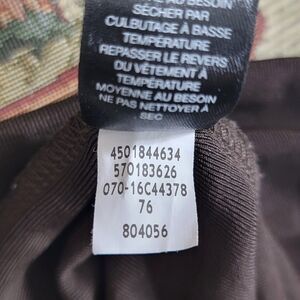 AU BESOIN
SÉCHER PAR
CULBUTAGE À BASSE
TEMPÉRATURE
REPASSER LE REVERS
DU VÊTEMENT À
TEMPÉRATURE
MOYENNE AU BESOIN
NE PAS NETTOYER À
SEC
4501844634
570183626
070-16C44378
76
804056